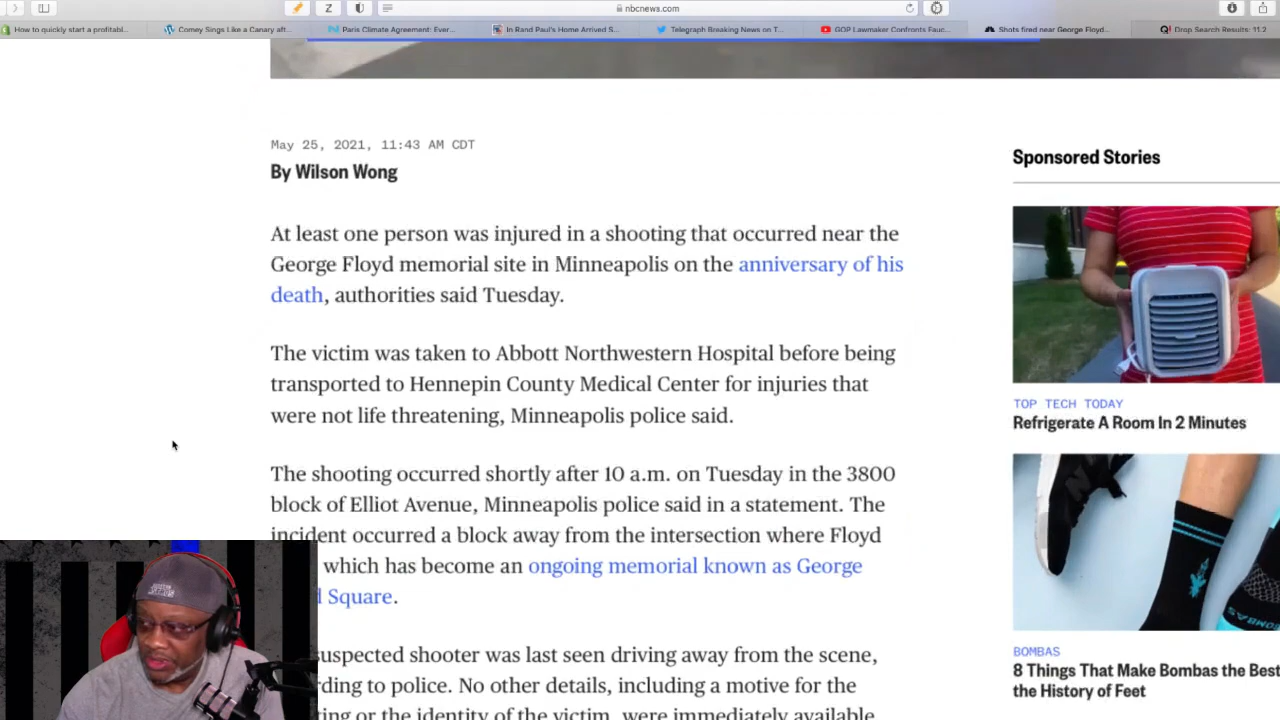 nbcnews.com
Z
How to quickly start a profitabl...
Comey Sings Like a Canary aft...
Paris Climate Agreement: Ever...
In Rand Paul's Home Arrived S...
Telegraph Breaking News on T...
GOP Lawmaker Confronts Fauc...
Shots fired near George Floyd...
Drop Search Results: 11.2
May 25, 2021, 11:43 AM CDT
By Wilson Wong
At least one person was injured in a shooting that occurred near the
George Floyd memorial site in Minneapolis on the anniversary of his
death, authorities said Tuesday.
The victim was taken to Abbott Northwestern Hospital before being
transported to Hennepin County Medical Center for injuries that
were not life threatening, Minneapolis police said.
The shooting occurred shortly after 10 a.m. on Tuesday in the 3800
block of Elliot Avenue, Minneapolis police said in a statement. The
incident occurred a block away from the intersection where Floyd
which has become an ongoing memorial known as George
Square.
suspected shooter was last seen driving away from the scene,
to police. No other details, including a motive for the
or the identity of the victim, were immediately available
Sponsored Stories
TOP TECH TODAY
Refrigerate A Room In 2 Minutes
BOMBAS
8 Things That Make Bombas the Best
the History of Feet